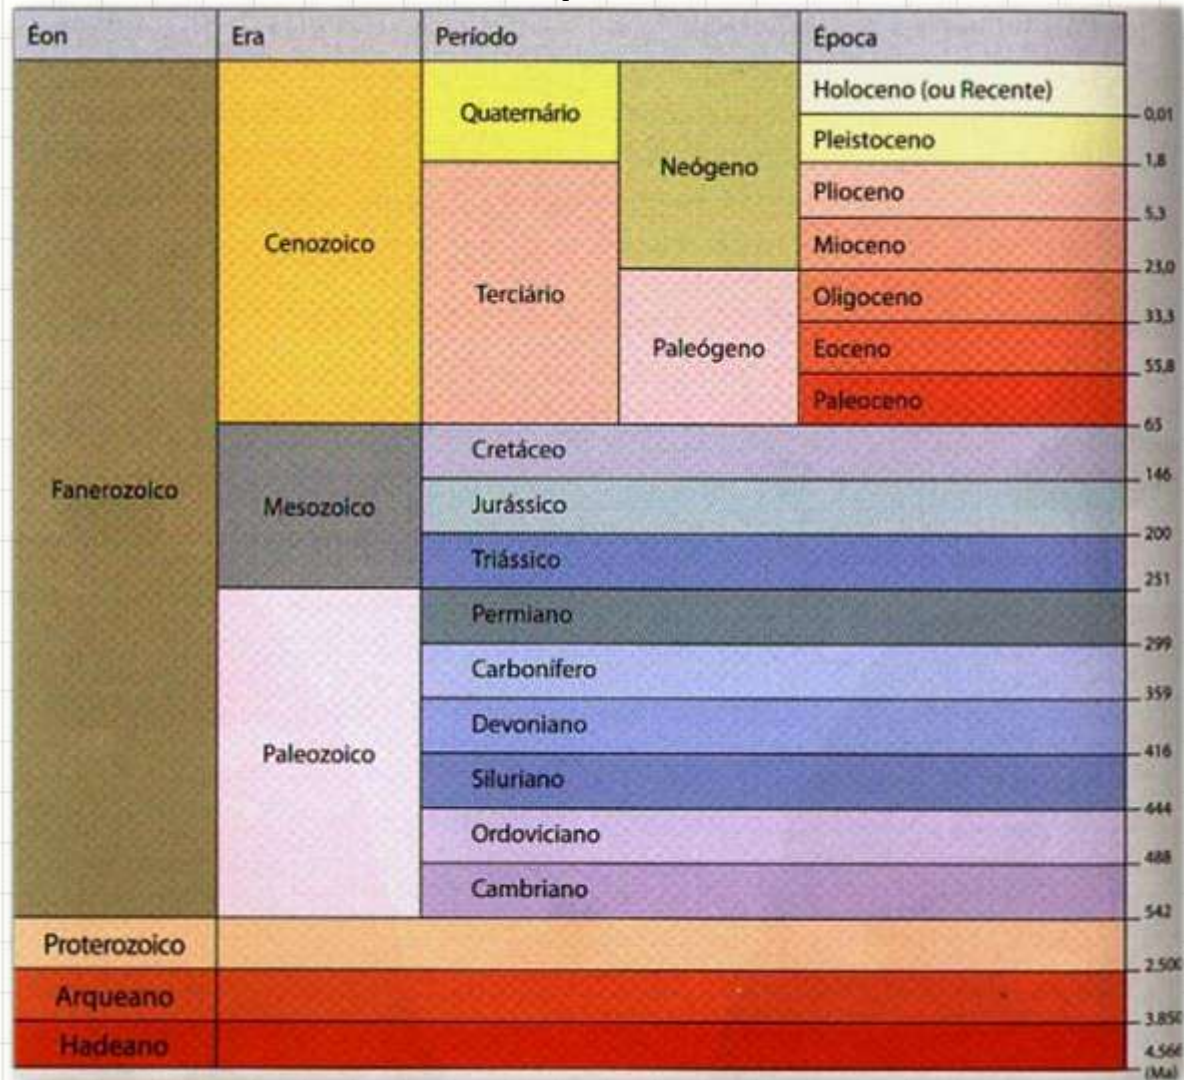 Éon Era Período Época
Holoceno (ou Recente)
Quaternário
0,01
Pleistoceno
Neógeno
1,8
Plioceno
5,3
Cenozoico
Mioceno
23,0
Terciário
Oligoceno
33,3
Paleógeno
Eoceno
55,8
Paleoceno
65
Cretáceo
146
Fanerozoico
Mesozoico
Jurássico
200
Triássico
251
Permiano
299
Carbonífero
359
Devoniano
416
Paleozoico
Siluriano
444
Ordoviciano
488
Cambriano
542
Proterozoico
2.500
Arqueano
3.850
Hadeano
4.566
(Ma)